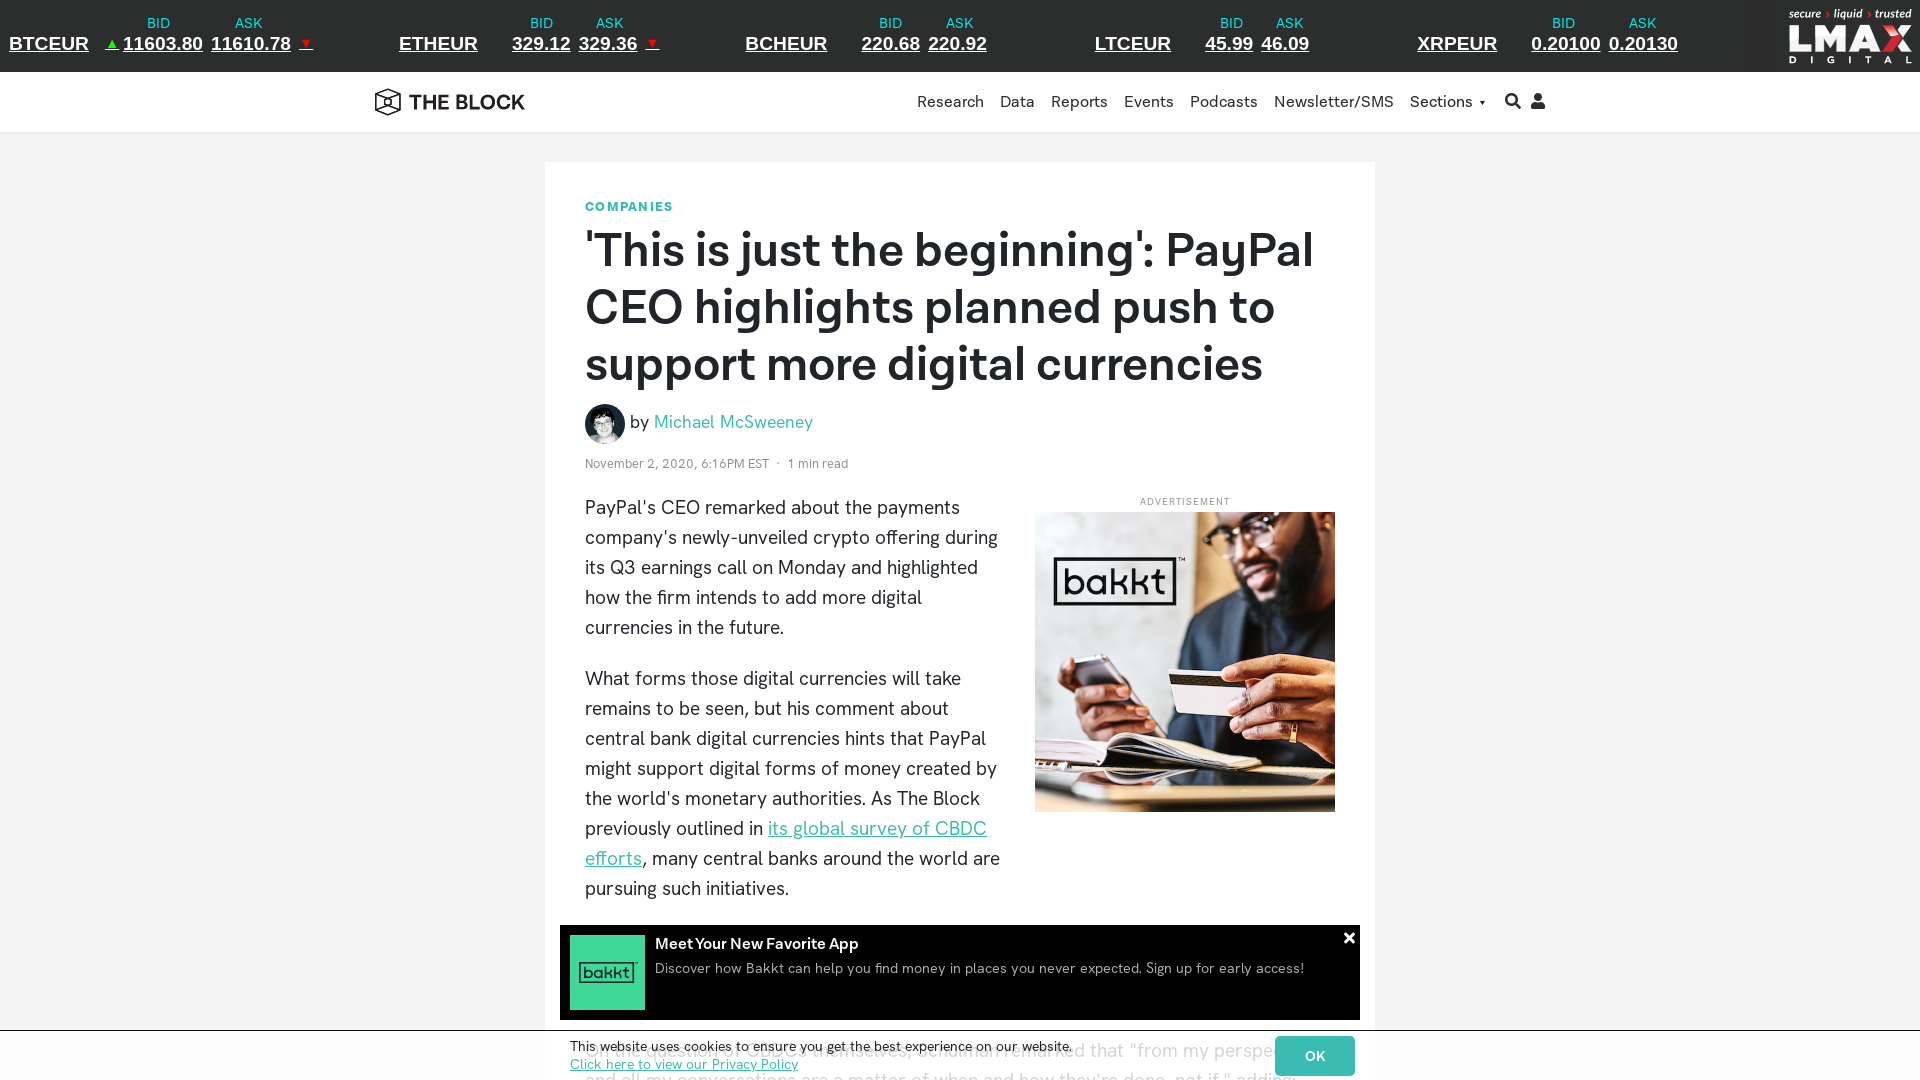 BID ASK BID ASK BID ASK BID ASK BID ASK
BTCEUR ▲ 11603.80 11610.78 ▼ ETHEUR 329.12 329.36 ▼ BCHEUR 220.68 220.92 LTCEUR 45.99 46.09 XRPEUR 0.20100 0.20130
secure › liquid › trusted
LMAX
DIGITAL
THE BLOCK Research Data Reports Events Podcasts Newsletter/SMS Sections ▾
COMPANIES
'This is just the beginning': PayPal
CEO highlights planned push to
support more digital currencies
by Michael McSweeney
November 2, 2020, 6:16PM EST · 1 min read
PayPal's CEO remarked about the payments
company's newly-unveiled crypto offering during
its Q3 earnings call on Monday and highlighted
how the firm intends to add more digital
currencies in the future.
What forms those digital currencies will take
remains to be seen, but his comment about
central bank digital currencies hints that PayPal
might support digital forms of money created by
the world's monetary authorities. As The Block
previously outlined in its global survey of CBDC
efforts, many central banks around the world are
pursuing such initiatives.
ADVERTISEMENT
bakkt™
bakkt
Meet Your New Favorite App
Discover how Bakkt can help you find money in places you never expected. Sign up for early access!
On the question of CBDCs themselves, Schulman remarked that "from my
and all my conversations are a matter of when and how they're done, not if," adding:
This website uses cookies to ensure you get the best experience on our website.
Click here to view our Privacy Policy
OK